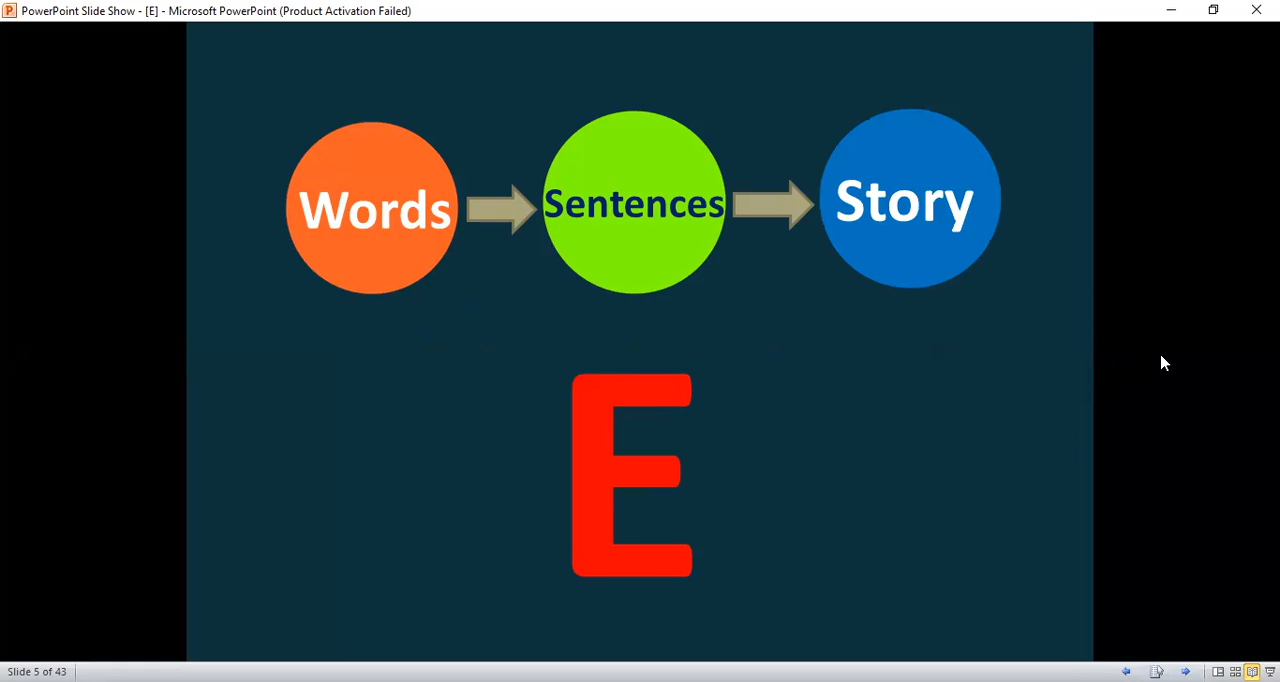 PowerPoint Slide Show - [E] - Microsoft PowerPoint (Product Activation Failed)
Words
Sentences
Story
E
Slide 5 of 43